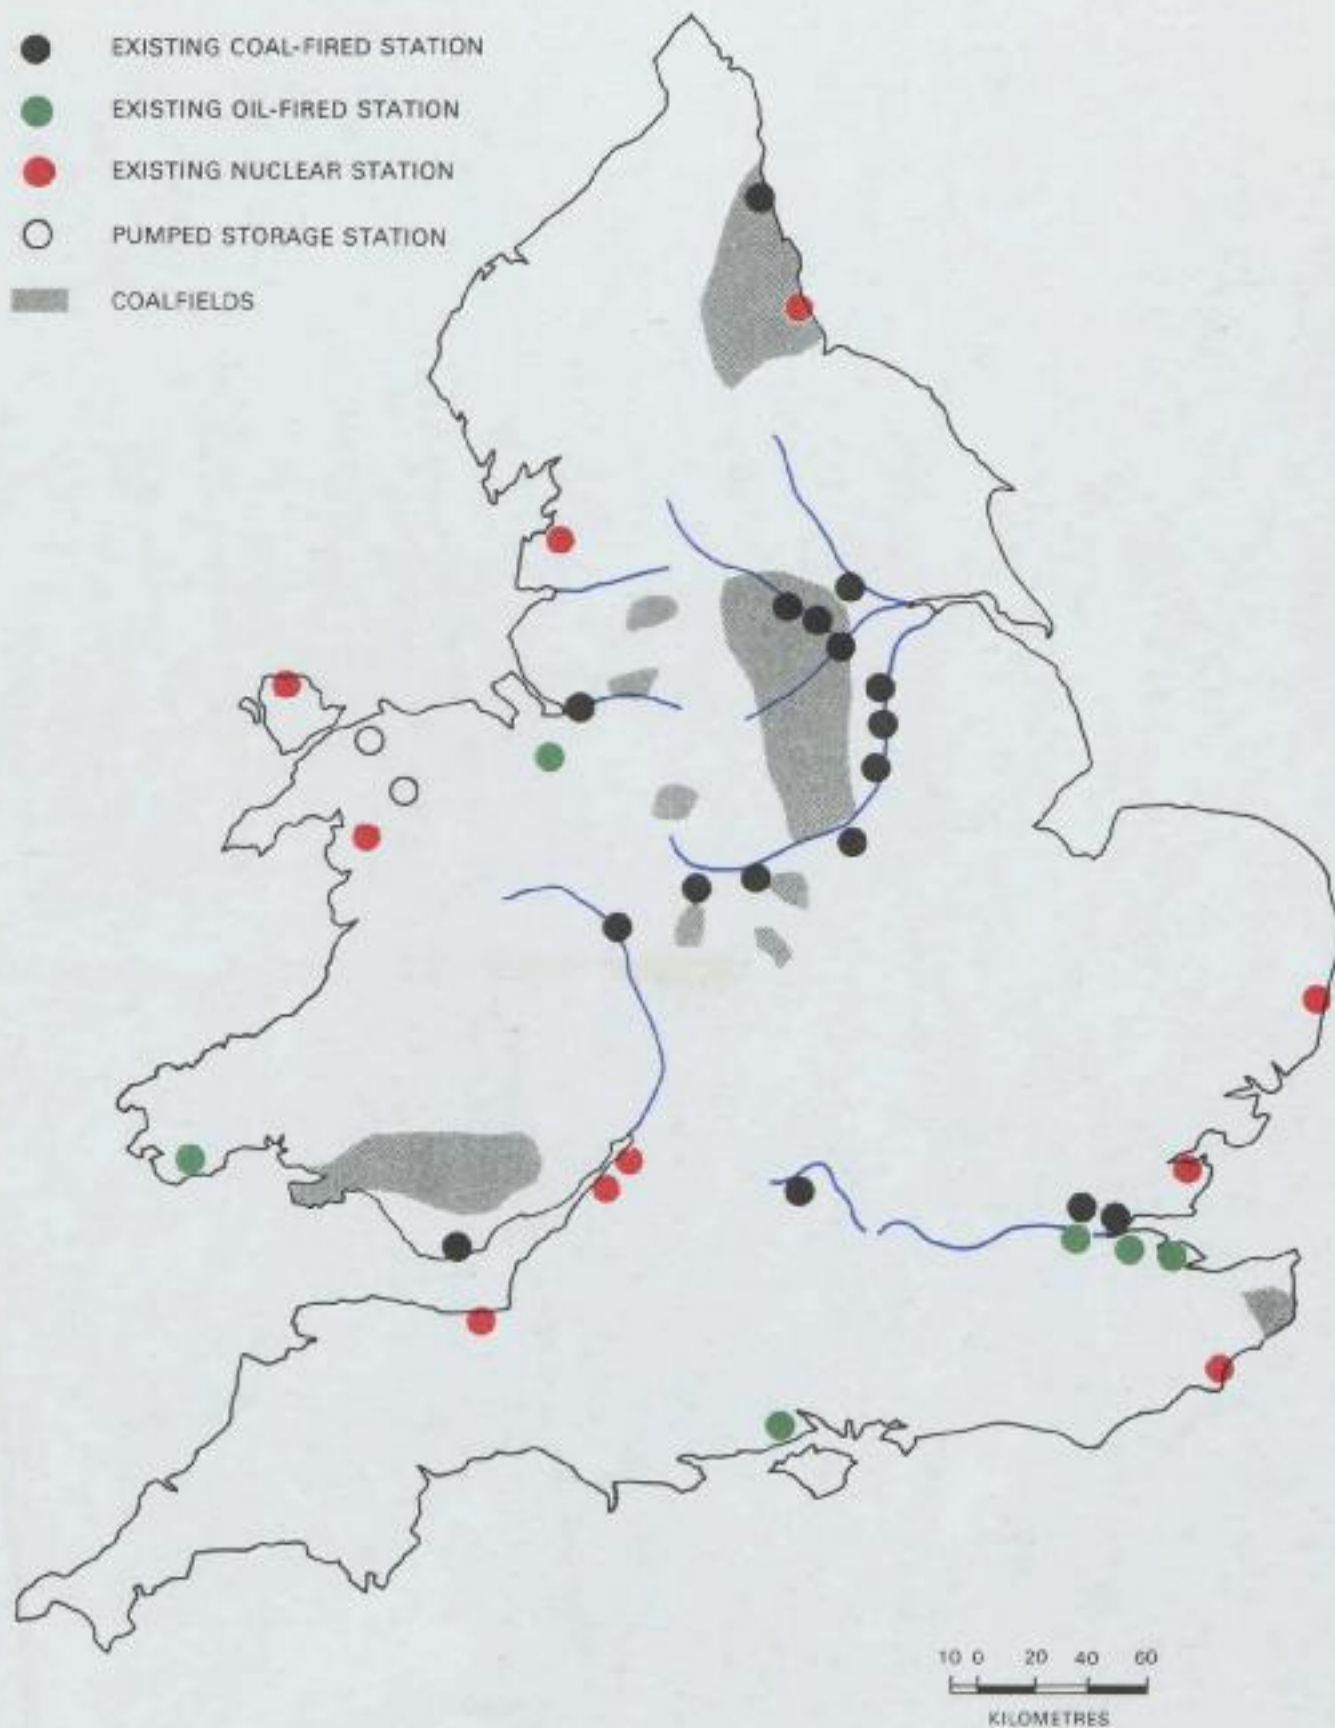 EXISTING COAL-FIRED STATION
EXISTING OIL-FIRED STATION
EXISTING NUCLEAR STATION
PUMPED STORAGE STATION
COALFIELDS
10 0 20 40 60
KILOMETRES